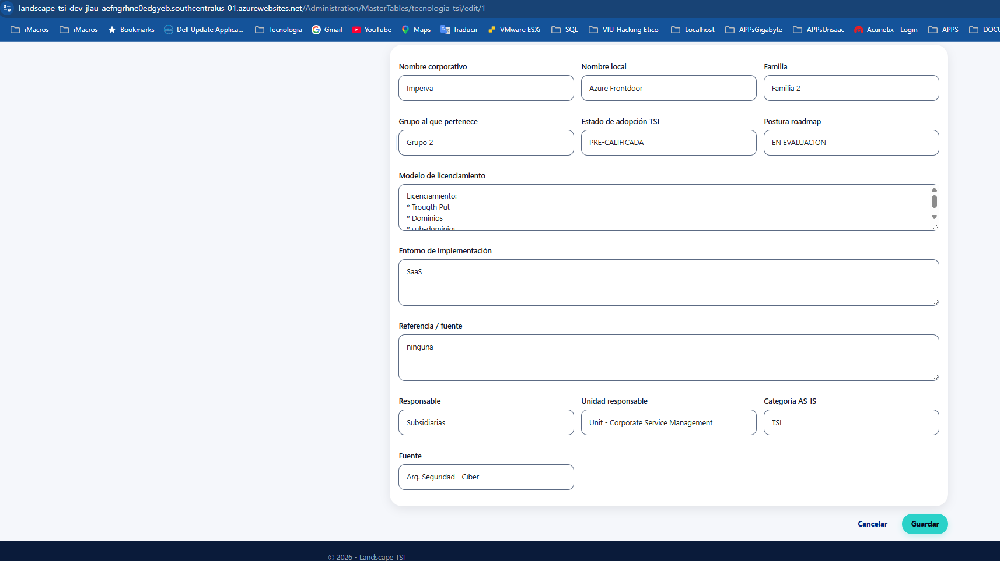 landscape-tsi-dev-jlau-aefngrhne0edgyeb.southcentralus-01.azurewebsites.net/Administration/MasterTables/tecnologia-tsi/edit/1
iMacros iMacros Bookmarks Dell Update Applica... Tecnologia Gmail YouTube Maps Traducir VMware ESXi SQL VIU-Hacking Etico Localhost APPsGigabyte APPsUnsaac Acunetix - Login APPS DOCU
Nombre corporativo Nombre local Familia
Imperva Azure Frontdoor Familia 2
Grupo al que pertenece Estado de adopción TSI Postura roadmap
Grupo 2 PRE-CALIFICADA EN EVALUACION
Modelo de licenciamiento
Licenciamiento:
* Trougth Put
* Dominios
* sub-dominios
Entorno de implementación
SaaS
Referencia / fuente
ninguna
Responsable Unidad responsable Categoría AS-IS
Subsidiarias Unit - Corporate Service Management TSI
Fuente
Arq. Seguridad - Ciber
Cancelar Guardar
© 2026 - Landscape TSI